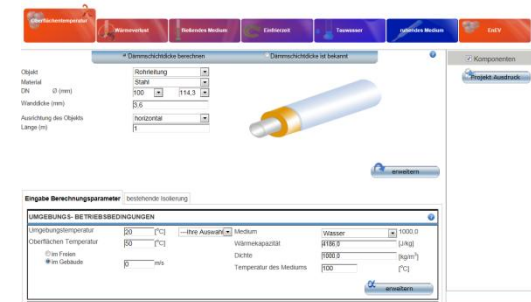 Oberflächentemperatur Wärmeverlust fließendes Medium Einfrierzeit Tauwasser ruhendes Medium EnEV
Dämmschichtdicke berechnen Dämmschichtdicke ist bekannt
Komponenten
Projekt Ausdruck
Objekt Rohrleitung
Material Stahl
DN Ø (mm) 100 114,3
Wanddicke (mm) 3,6
Ausrichtung des Objekts horizontal
Länge (m) 1
erweitern
Eingabe Berechnungsparameter bestehende Isolierung
UMGEBUNGS- BETRIEBSBEDINGUNGEN
Umgebungstemperatur 20 [°C] ---Ihre Auswahl Medium Wasser 1000,0
Oberflächen Temperatur 50 [°C] Wärmekapazität 4186,0 [J/kg]
im Freien Dichte 1000,0 [kg/m³]
im Gebäude 0 m/s Temperatur des Mediums 100 [°C]
erweitern